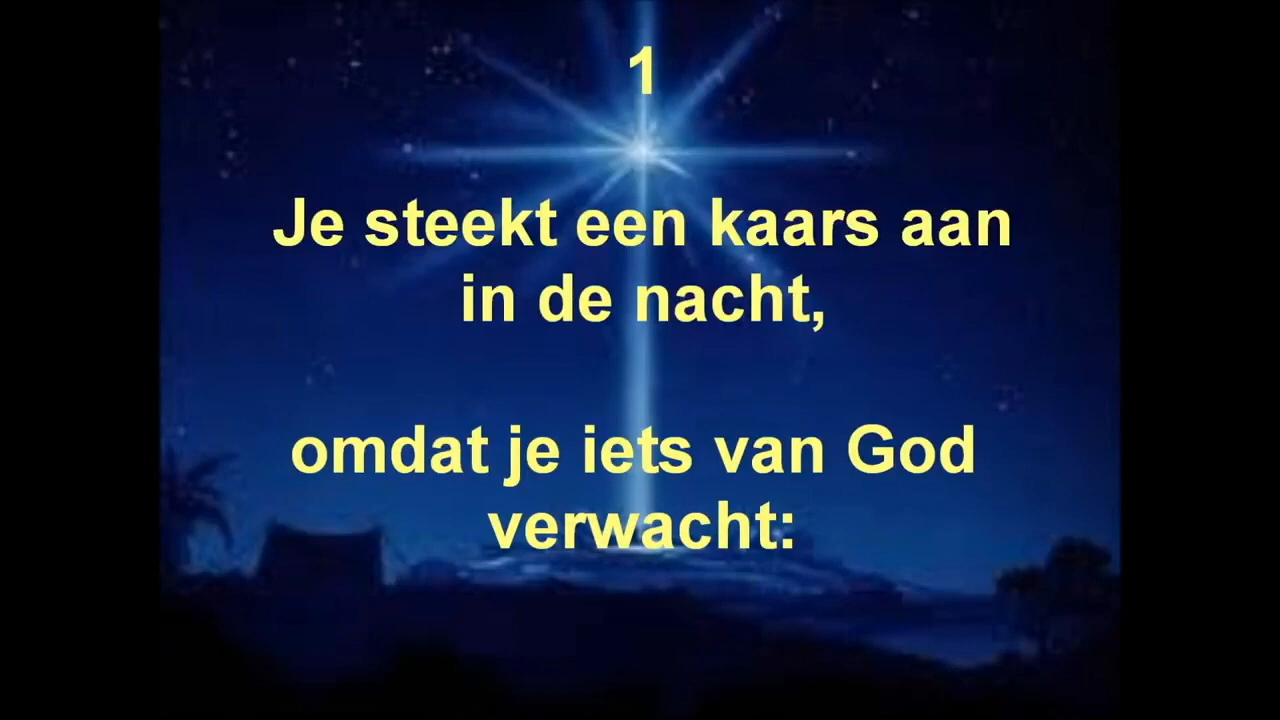 1
Je steekt een kaars aan
in de nacht,
omdat je iets van God
verwacht: